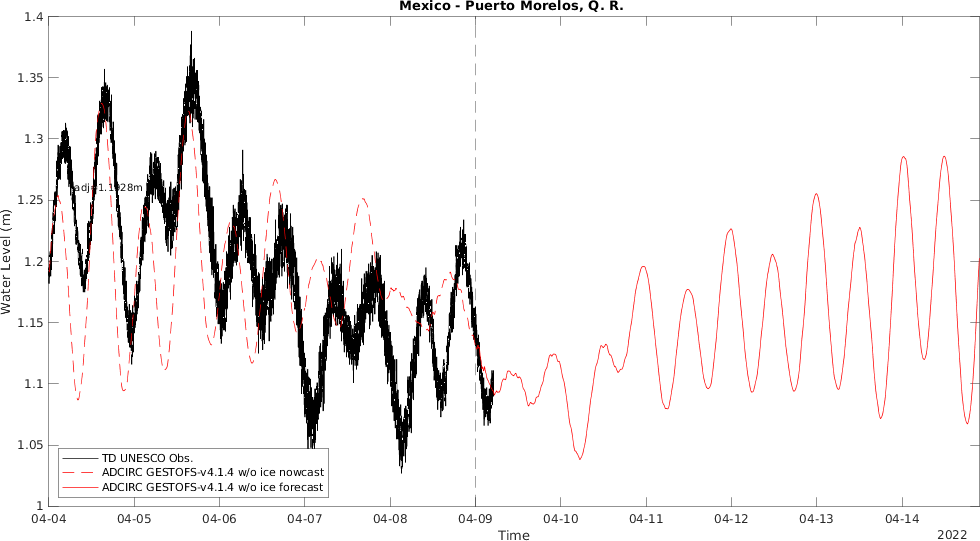 Mexico - Puerto Morelos, Q. R.
1.4
1.35
1.3
1.25
1.2
1.15
1.1
1.05
1
Water Level (m)
adj=1.1928m
TD UNESCO Obs.
ADCIRC GESTOFS-v4.1.4 w/o ice nowcast
ADCIRC GESTOFS-v4.1.4 w/o ice forecast
04-04 04-05 04-06 04-07 04-08 04-09 04-10 04-11 04-12 04-13 04-14
Time
2022